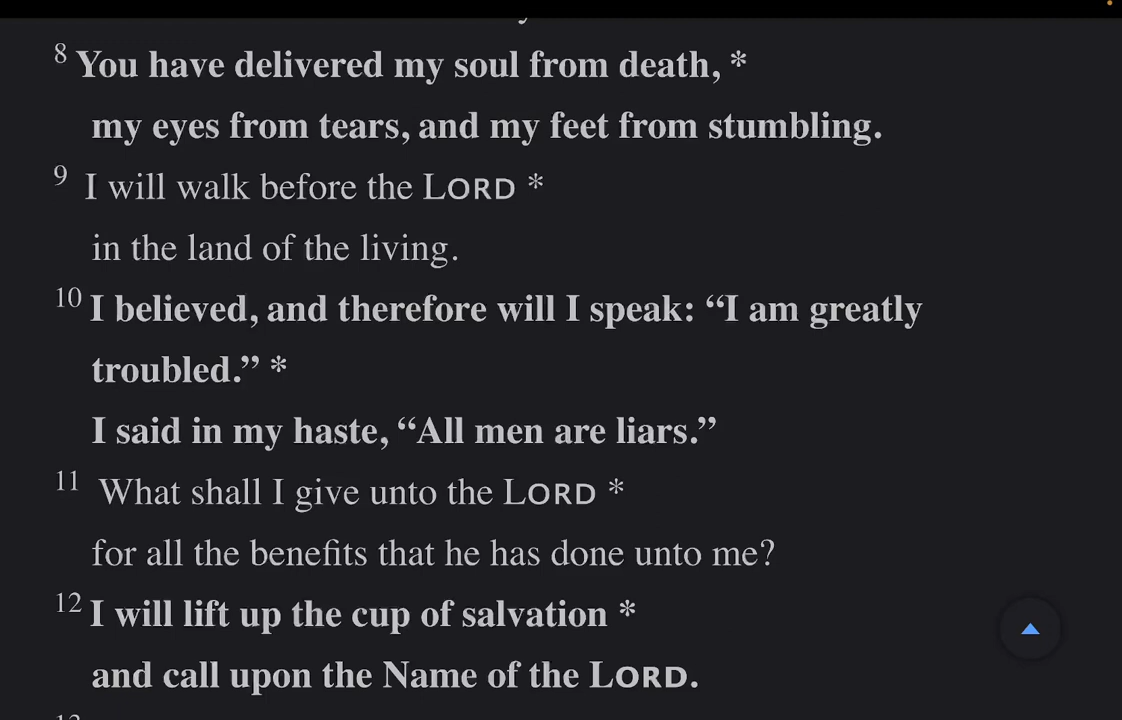 8 You have delivered my soul from death, *
my eyes from tears, and my feet from stumbling.
9 I will walk before the LORD *
in the land of the living.
10 I believed, and therefore will I speak: “I am greatly
troubled.” *
I said in my haste, “All men are liars.”
11 What shall I give unto the LORD *
for all the benefits that he has done unto me?
12 I will lift up the cup of salvation *
and call upon the Name of the LORD.